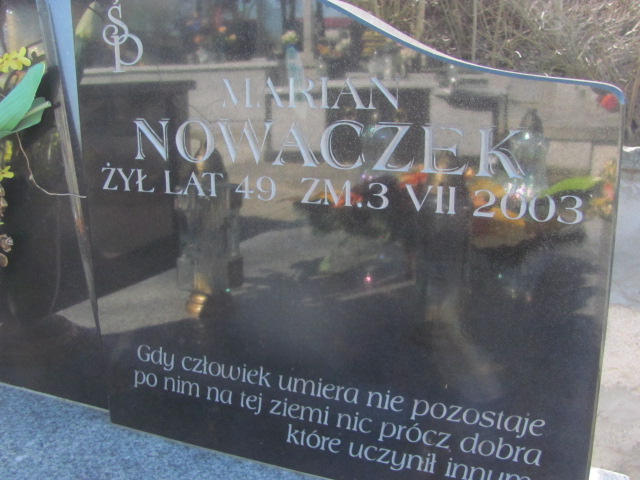 ŚP
MARIAN
NOWACZEK
ŻYŁ LAT 49 ZM.3 VII 2003
Gdy człowiek umiera nie pozostaje
po nim na tej ziemi nic prócz dobra
które uczynił innym